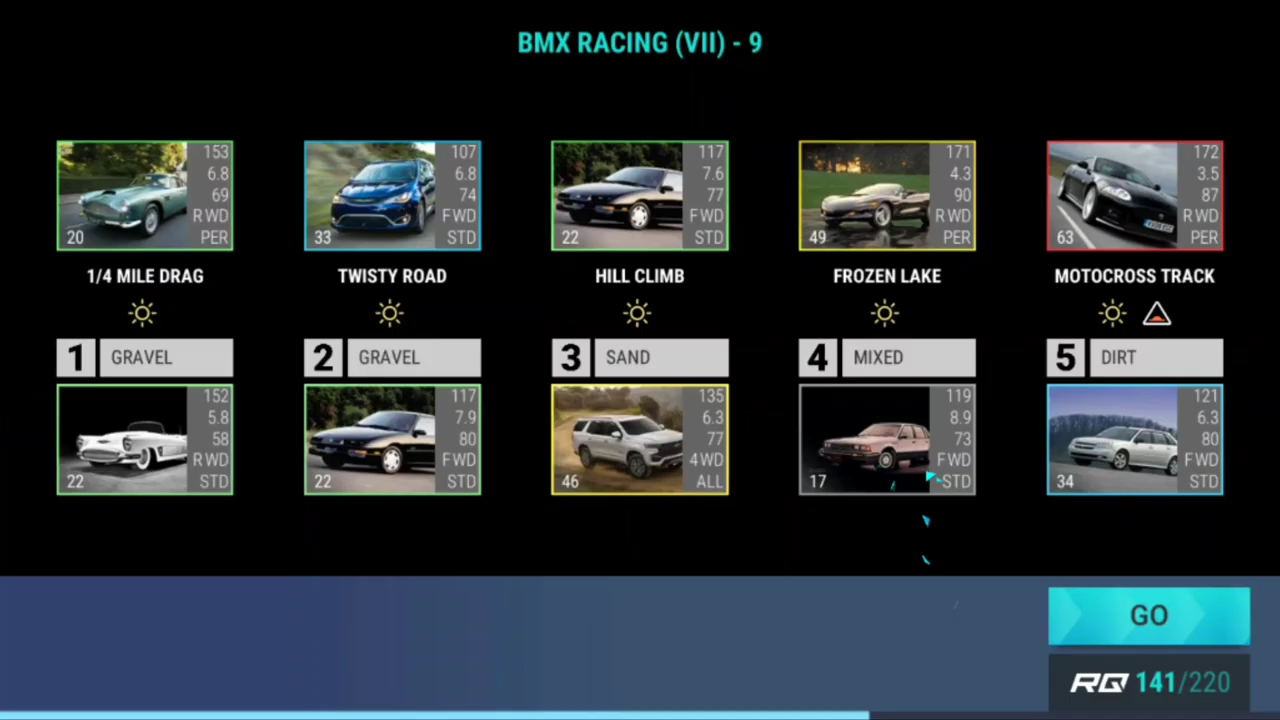 BMX RACING (VII) - 9
153
6.8
69
RWD
20 PER
107
6.8
74
FWD
33 STD
117
7.6
77
FWD
22 STD
171
4.3
90
RWD
49 PER
172
3.5
87
RWD
63 PER
1/4 MILE DRAG
TWISTY ROAD
HILL CLIMB
FROZEN LAKE
MOTOCROSS TRACK
1 GRAVEL
2 GRAVEL
3 SAND
4 MIXED
5 DIRT
152
5.8
58
RWD
22 STD
117
7.9
80
FWD
22 STD
135
6.3
77
4WD
46 ALL
119
8.9
73
FWD
17 STD
121
6.3
80
FWD
34 STD
GO
RQ 141/220